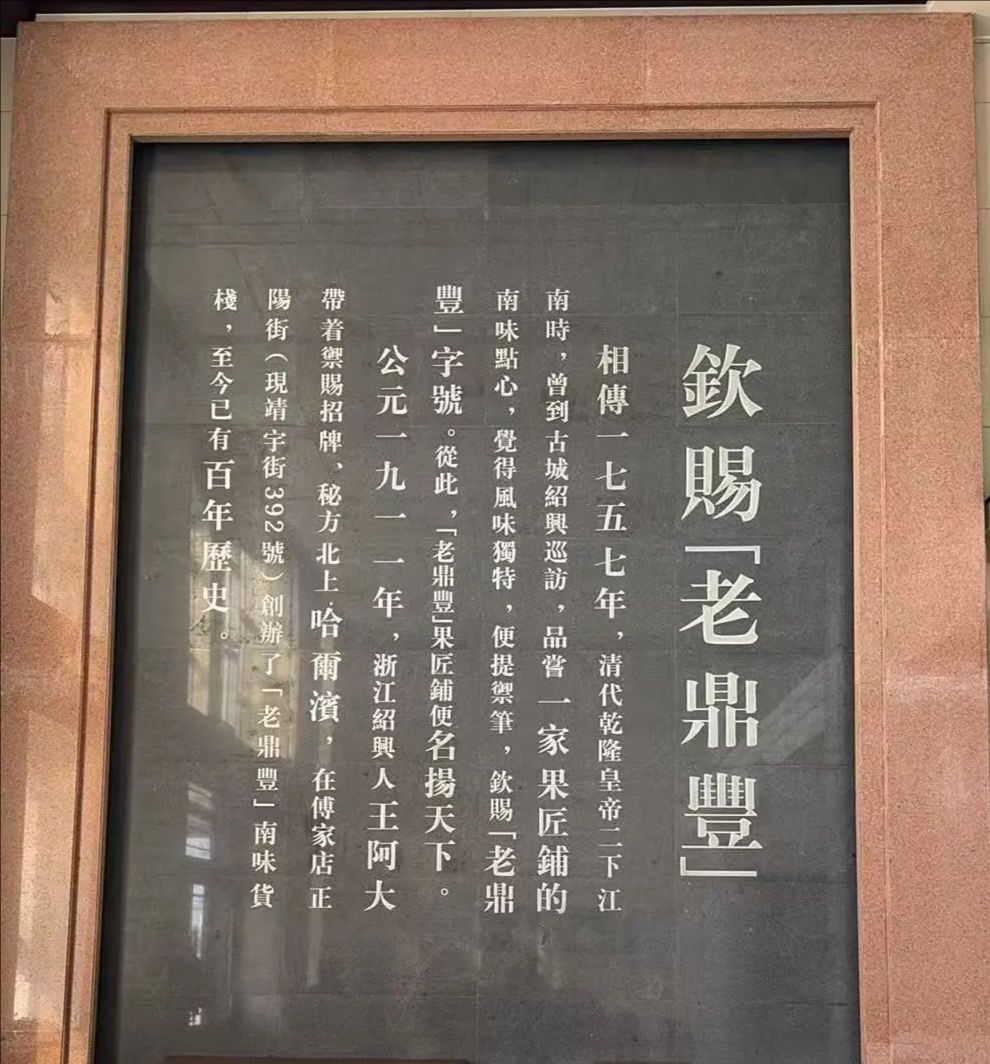 欽賜「老鼎豐」
相傳一七五七年，清代乾隆皇帝二下江
南時，曾到古城紹興巡訪，品嘗一家果匠鋪的
南味點心，覺得風味獨特，便提禦筆，欽賜「老鼎
豐」字號。從此，「老鼎豐」果匠鋪便名揚天下。
公元一九一一年，浙江紹興人王阿大
帶着禦賜招牌、秘方北上哈爾濱，在傅家店正
陽街（現靖宇街392號）創辦了「老鼎豐」南味貨
棧，至今已有百年歷史。